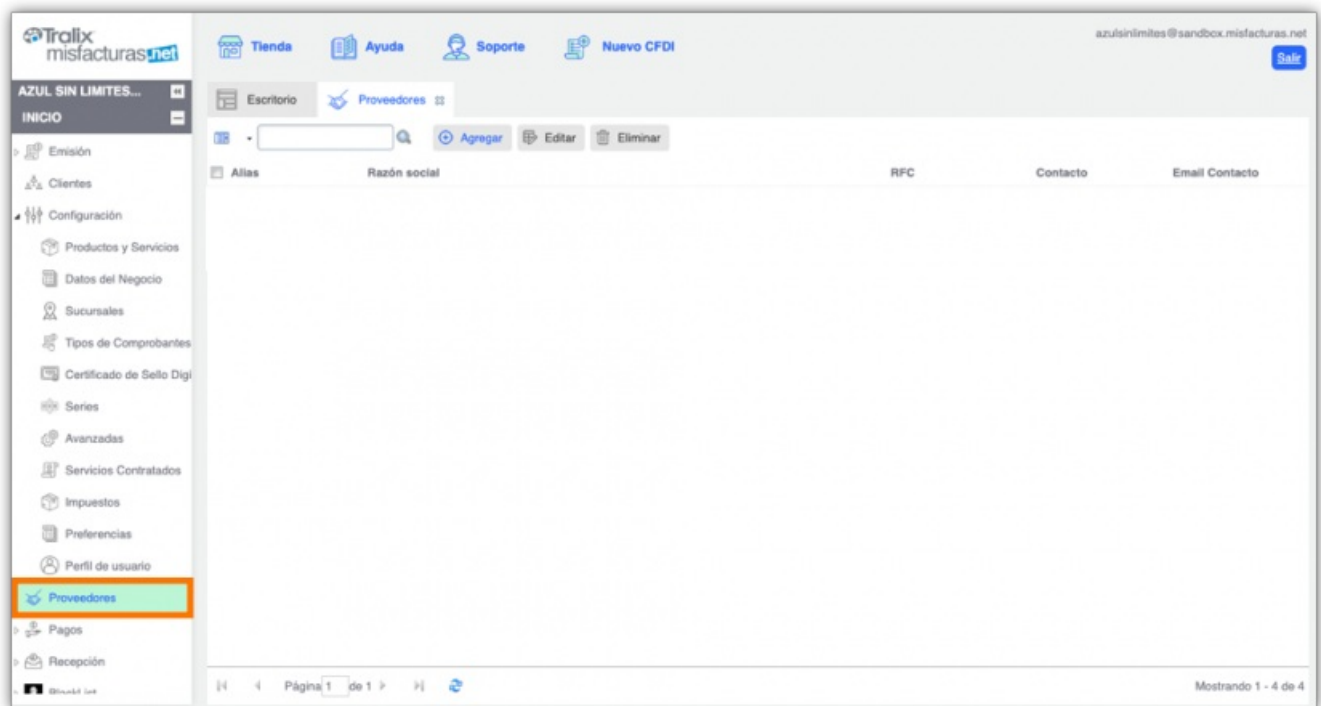 Tralix
misfacturas.net
Tienda
Ayuda
Soporte
Nuevo CFDI
azulsinlimites@sandbox.misfacturas.net
Salir
AZUL SIN LIMITES...
INICIO
Emisión
Clientes
Configuración
Productos y Servicios
Datos del Negocio
Sucursales
Tipos de Comprobantes
Certificado de Sello Digi
Series
Avanzadas
Servicios Contratados
Impuestos
Preferencias
Perfil de usuario
Proveedores
Pagos
Recepción
Escritorio
Proveedores
Agregar
Editar
Eliminar
Alias Razón social RFC Contacto Email Contacto
Página 1 de 1
Mostrando 1 - 4 de 4